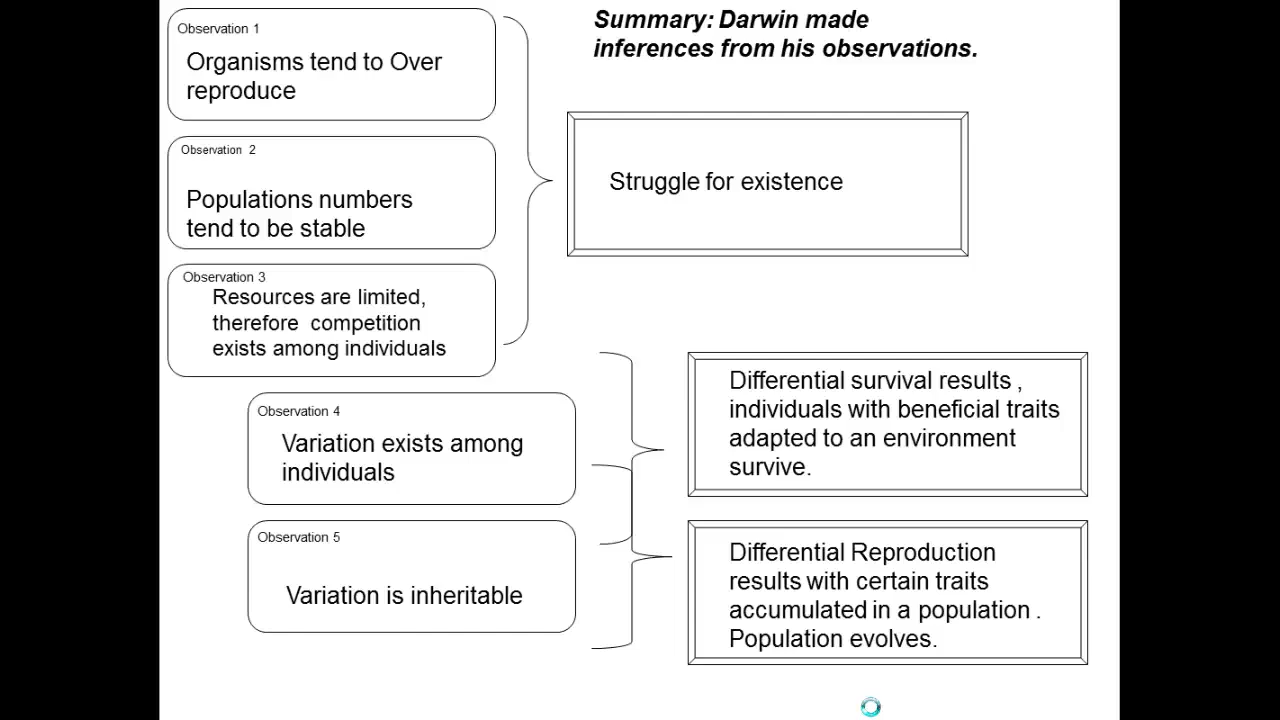 Summary: Darwin made
inferences from his observations.
Observation 1
Organisms tend to Over
reproduce
Observation 2
Populations numbers
tend to be stable
Observation 3
Resources are limited,
therefore competition
exists among individuals
Struggle for existence
Observation 4
Variation exists among
individuals
Observation 5
Variation is inheritable
Differential survival results ,
individuals with beneficial traits
adapted to an environment
survive.
Differential Reproduction
results with certain traits
accumulated in a population .
Population evolves.